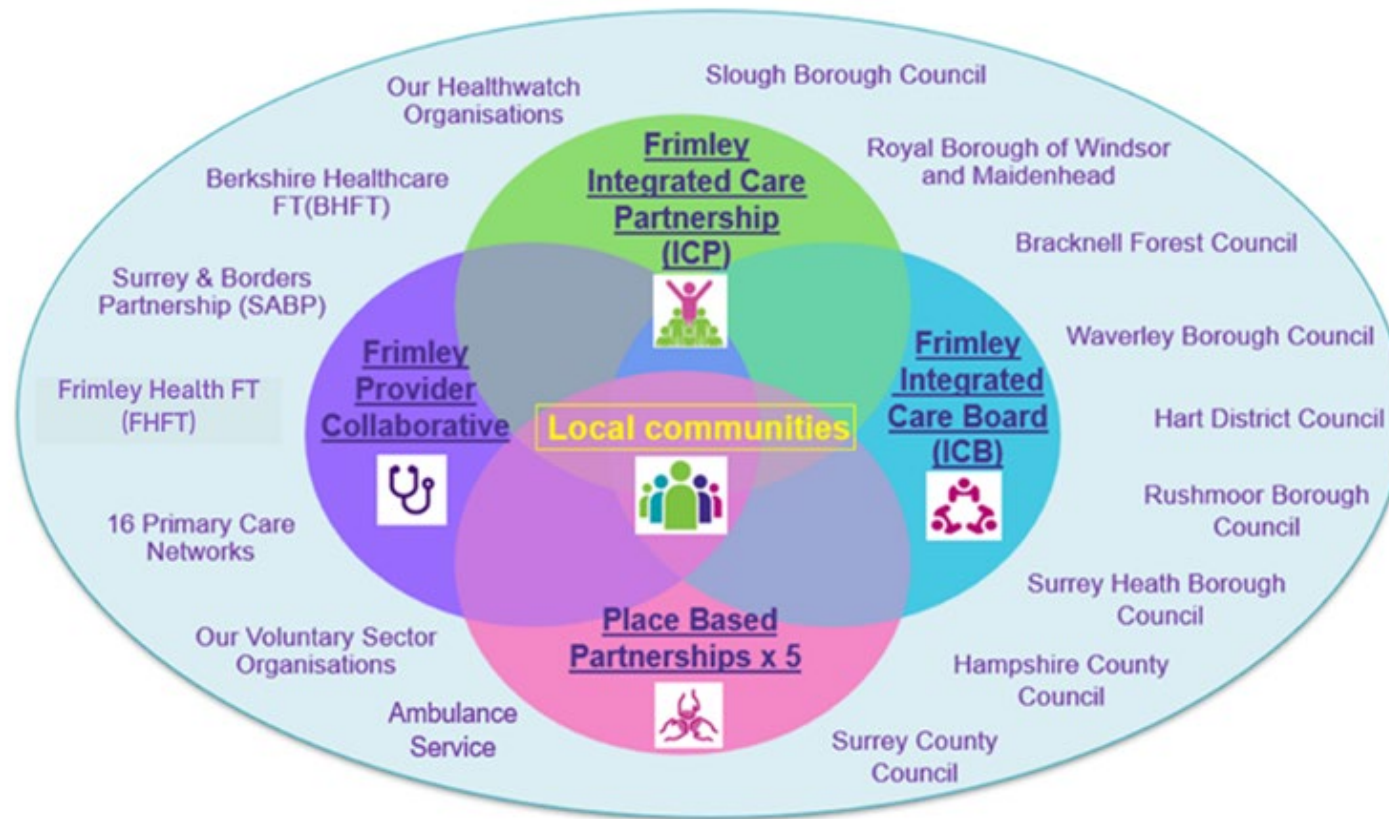 Our Healthwatch
Organisations
Slough Borough Council
Frimley
Integrated Care
Partnership
(ICP)
Royal Borough of Windsor
and Maidenhead
Berkshire Healthcare
FT(BHFT)
Bracknell Forest Council
Surrey & Borders
Partnership (SABP)
Waverley Borough Council
Frimley
Provider
Collaborative
Frimley
Integrated
Care Board
(ICB)
Frimley Health FT
(FHFT)
Local communities
Hart District Council
16 Primary Care
Networks
Rushmoor Borough
Council
Surrey Heath Borough
Council
Place Based
Partnerships x 5
Our Voluntary Sector
Organisations
Hampshire County
Council
Ambulance
Service
Surrey County
Council